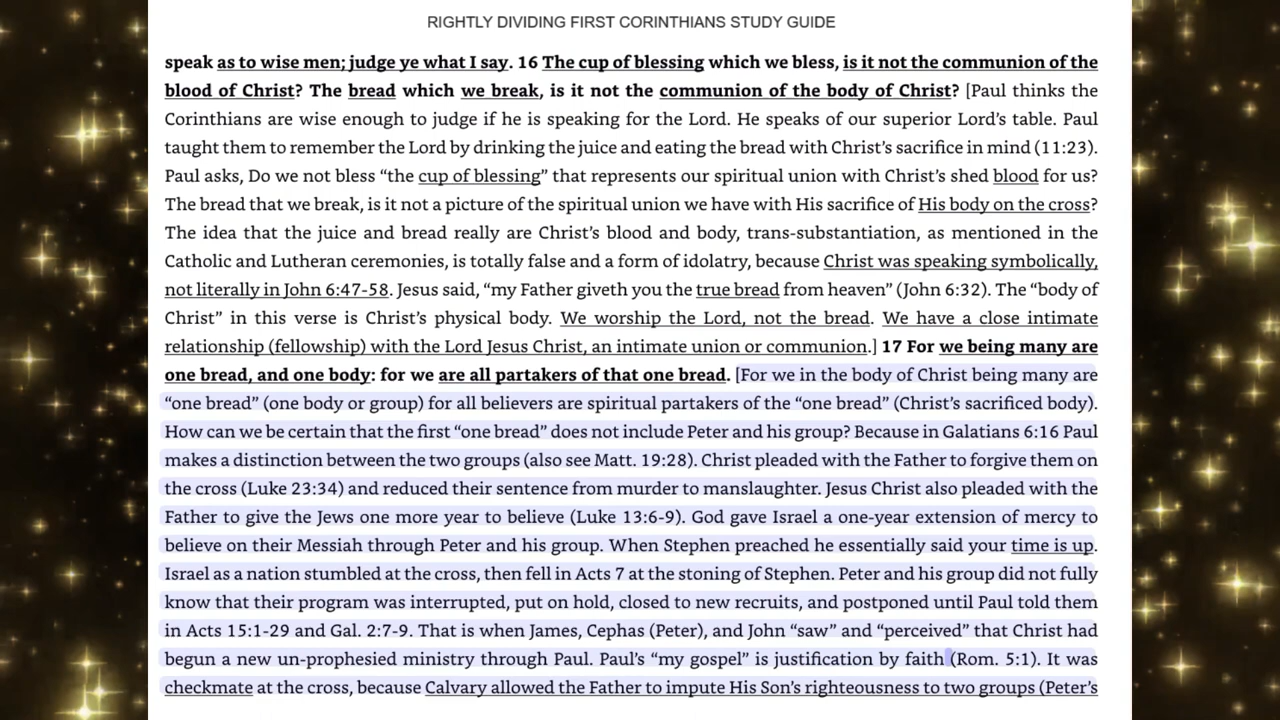 RIGHTLY DIVIDING FIRST CORINTHIANS STUDY GUIDE
speak as to wise men; judge ye what I say. 16 The cup of blessing which we bless, is it not the communion of the
blood of Christ? The bread which we break, is it not the communion of the body of Christ? [Paul thinks the
Corinthians are wise enough to judge if he is speaking for the Lord. He speaks of our superior Lord’s table. Paul
taught them to remember the Lord by drinking the juice and eating the bread with Christ’s sacrifice in mind (11:23).
Paul asks, Do we not bless “the cup of blessing” that represents our spiritual union with Christ’s shed blood for us?
The bread that we break, is it not a picture of the spiritual union we have with His sacrifice of His body on the cross?
The idea that the juice and bread really are Christ’s blood and body, trans-substantiation, as mentioned in the
Catholic and Lutheran ceremonies, is totally false and a form of idolatry, because Christ was speaking symbolically,
not literally in John 6:47-58. Jesus said, “my Father giveth you the true bread from heaven” (John 6:32). The “body of
Christ” in this verse is Christ’s physical body. We worship the Lord, not the bread. We have a close intimate
relationship (fellowship) with the Lord Jesus Christ, an intimate union or communion.] 17 For we being many are
one bread, and one body: for we are all partakers of that one bread. [For we in the body of Christ being many are
“one bread” (one body or group) for all believers are spiritual partakers of the “one bread” (Christ’s sacrificed body).
How can we be certain that the first “one bread” does not include Peter and his group? Because in Galatians 6:16 Paul
makes a distinction between the two groups (also see Matt. 19:28). Christ pleaded with the Father to forgive them on
the cross (Luke 23:34) and reduced their sentence from murder to manslaughter. Jesus Christ also pleaded with the
Father to give the Jews one more year to believe (Luke 13:6-9). God gave Israel a one-year extension of mercy to
believe on their Messiah through Peter and his group. When Stephen preached he essentially said your time is up.
Israel as a nation stumbled at the cross, then fell in Acts 7 at the stoning of Stephen. Peter and his group did not fully
know that their program was interrupted, put on hold, closed to new recruits, and postponed until Paul told them
in Acts 15:1-29 and Gal. 2:7-9. That is when James, Cephas (Peter), and John “saw” and “perceived” that Christ had
begun a new un-prophesied ministry through Paul. Paul’s “my gospel” is justification by faith (Rom. 5:1). It was
checkmate at the cross, because Calvary allowed the Father to impute His Son’s righteousness to two groups (Peter’s